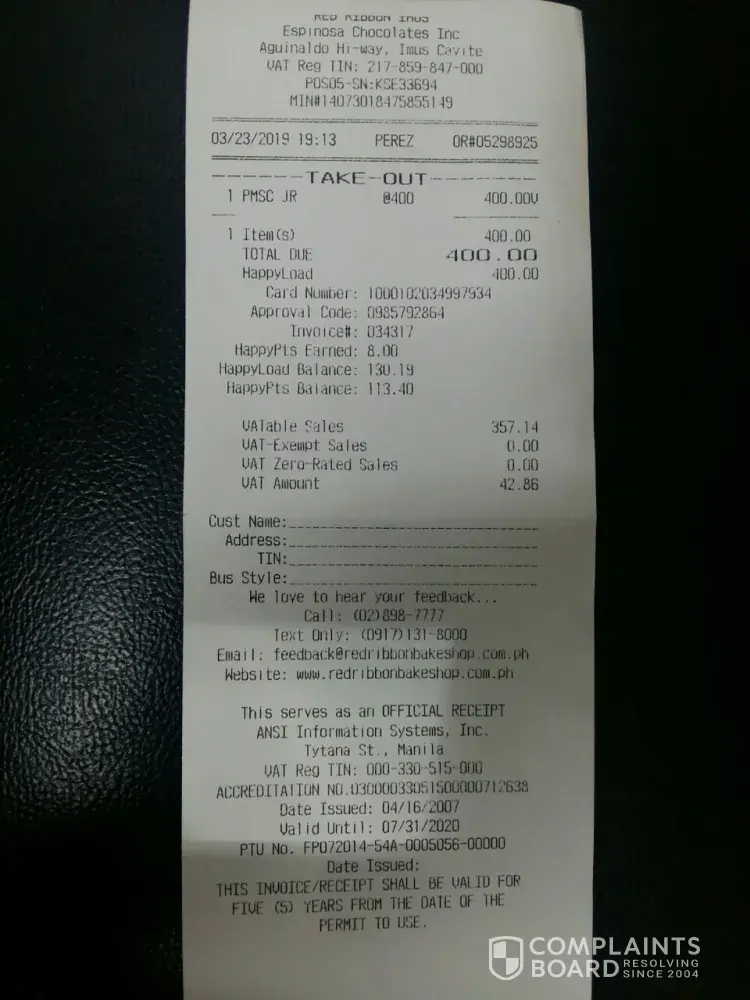 RED RIBBON IMUS
Espinosa Chocolates Inc
Aguinaldo Hi-way, Imus Cavite
VAT Reg TIN: 217-859-847-000
POS05-SN:KSE33694
MIN#14073018475855149
03/23/2019 19:13 PEREZ OR#05298925
-------TAKE-OUT-------
1 PMSC JR @400 400.00V
1 Item(s) 400.00
TOTAL DUE 400.00
HappyLoad 400.00
Card Number: 1000102034997934
Approval Code: 0985792864
Invoice#: 034317
HappyPts Earned: 8.00
HappyLoad Balance: 130.19
HappyPts Balance: 113.40
VATable Sales 357.14
VAT-Exempt Sales 0.00
VAT Zero-Rated Sales 0.00
VAT Amount 42.86
Cust Name:
Address:
TIN:
Bus Style:
We love to hear your feedback...
Call: (02)898-7777
Text Only: (0917)131-8000
Email: feedback@redribbonbakeshop.com.ph
Website: www.redribbonbakeshop.com.ph
This serves as an OFFICIAL RECEIPT
ANSI Information Systems, Inc.
Tytana St., Manila
VAT Reg TIN: 000-330-515-000
ACCREDITATION NO.03000033051500000712638
Date Issued: 04/16/2007
Valid Until: 07/31/2020
PTU No. FP072014-54A-0005056-00000
Date Issued:
THIS INVOICE/RECEIPT SHALL BE VALID FOR
FIVE (5) YEARS FROM THE DATE OF THE
PERMIT TO USE.
COMPLAINTS
BOARD RESOLVING SINCE 2004